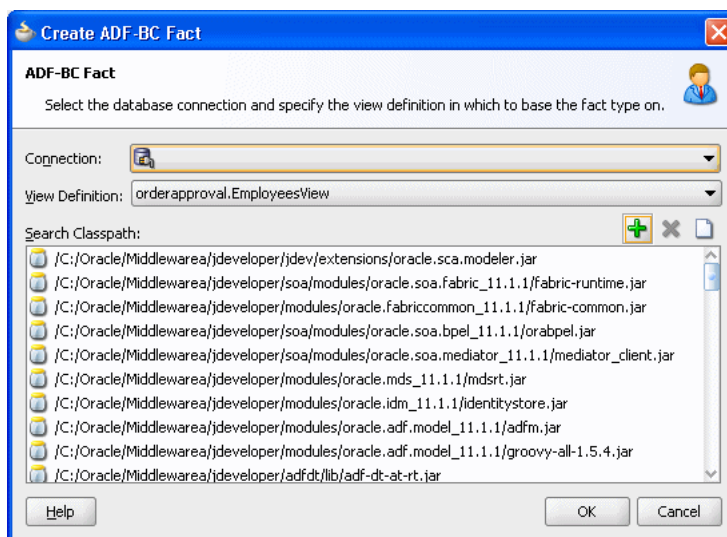 Create ADF-BC Fact
ADF-BC Fact
Select the database connection and specify the view definition in which to base the fact type on.
Connection:
View Definition: orderapproval.EmployeesView
Search Classpath:
/C:/Oracle/Middlewarea/jdeveloper/jdev/extensions/oracle.sca.modeler.jar
/C:/Oracle/Middlewarea/jdeveloper/soa/modules/oracle.soa.fabric_11.1.1/fabric-runtime.jar
/C:/Oracle/Middlewarea/jdeveloper/modules/oracle.fabriccommon_11.1.1/fabric-common.jar
/C:/Oracle/Middlewarea/jdeveloper/soa/modules/oracle.soa.bpel_11.1.1/orabpel.jar
/C:/Oracle/Middlewarea/jdeveloper/soa/modules/oracle.soa.mediator_11.1.1/mediator_client.jar
/C:/Oracle/Middlewarea/jdeveloper/modules/oracle.mds_11.1.1/mdsrt.jar
/C:/Oracle/Middlewarea/jdeveloper/modules/oracle.idm_11.1.1/identitystore.jar
/C:/Oracle/Middlewarea/jdeveloper/modules/oracle.adf.model_11.1.1/adfm.jar
/C:/Oracle/Middlewarea/jdeveloper/modules/oracle.adf.model_11.1.1/groovy-all-1.5.4.jar
/C:/Oracle/Middlewarea/jdeveloper/adfdt/lib/adf-dt-at-rt.jar
Help OK Cancel